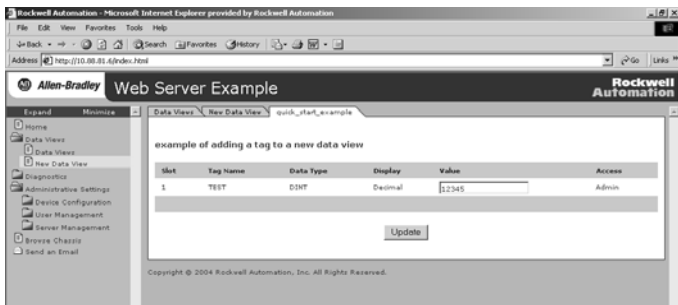 Rockwell Automation - Microsoft Internet Explorer provided by Rockwell Automation
File Edit View Favorites Tools Help
Back Search Favorites History
Address http://10.88.81.6/index.html Go Links
Allen-Bradley Web Server Example Rockwell Automation
Expand Minimize
Home
Data Views
Data Views
New Data View
Diagnostics
Administrative Settings
Device Configuration
User Management
Server Management
Browse Chassis
Send an Email
Data Views New Data View quick_start_example
example of adding a tag to a new data view
Slot Tag Name Data Type Display Value Access
1 TEST DINT Decimal 12345 Admin
Update
Copyright © 2004 Rockwell Automation, Inc. All Rights Reserved.